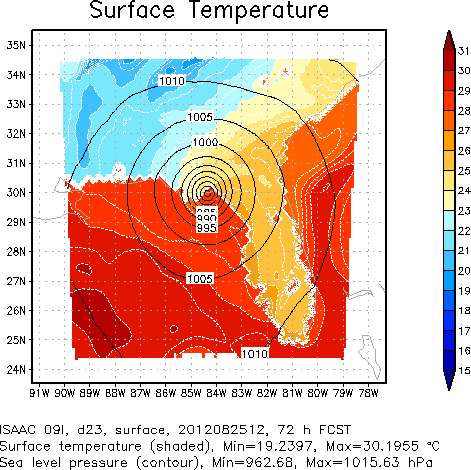 Surface Temperature
35N
34N
33N
32N
31N
30N
29N
28N
27N
26N
25N
24N
91W 90W 89W 88W 87W 86W 85W 84W 83W 82W 81W 80W 79W 78W
1010
1005
1000
990
995
1005
1010
31
30
29
28
27
26
25
24
23
22
21
20
19
18
17
16
15
ISAAC 09I, d23, surface, 2012082512, 72 h FCST
Surface temperature (shaded), Min=19.2397, Max=30.1955 °C
Sea level pressure (contour), Min=962.68, Max=1015.63 hPa